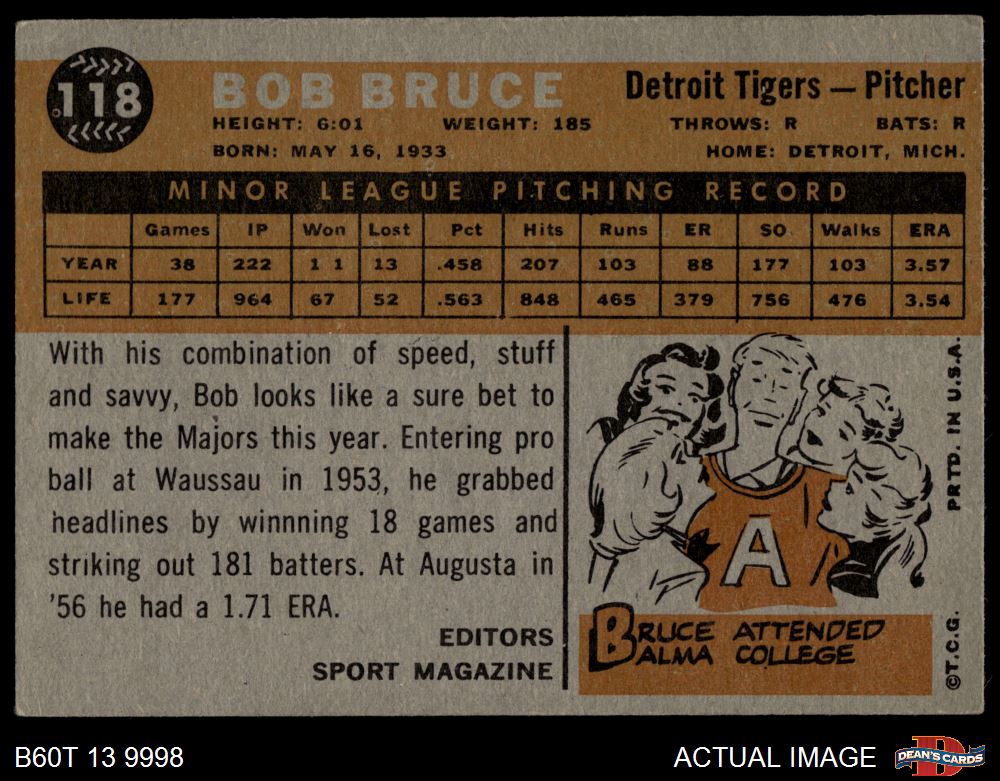 118
BOB BRUCE
Detroit Tigers — Pitcher
HEIGHT: 6:01 WEIGHT: 185 THROWS: R BATS: R
BORN: MAY 16, 1933 HOME: DETROIT, MICH.
MINOR LEAGUE PITCHING RECORD
Games IP Won Lost Pct Hits Runs ER SO Walks ERA
YEAR 38 222 1 1 13 .458 207 103 88 177 103 3.57
LIFE 177 964 67 52 .563 848 465 379 756 476 3.54
With his combination of speed, stuff
and savvy, Bob looks like a sure bet to
make the Majors this year. Entering pro
ball at Waussau in 1953, he grabbed
headlines by winnning 18 games and
striking out 181 batters. At Augusta in
'56 he had a 1.71 ERA.
EDITORS
SPORT MAGAZINE
A
BRUCE ATTENDED
ALMA COLLEGE
©T.C.G. PRTD. IN U.S.A.
B60T 13 9998
ACTUAL IMAGE
D
DEAN'S CARDS